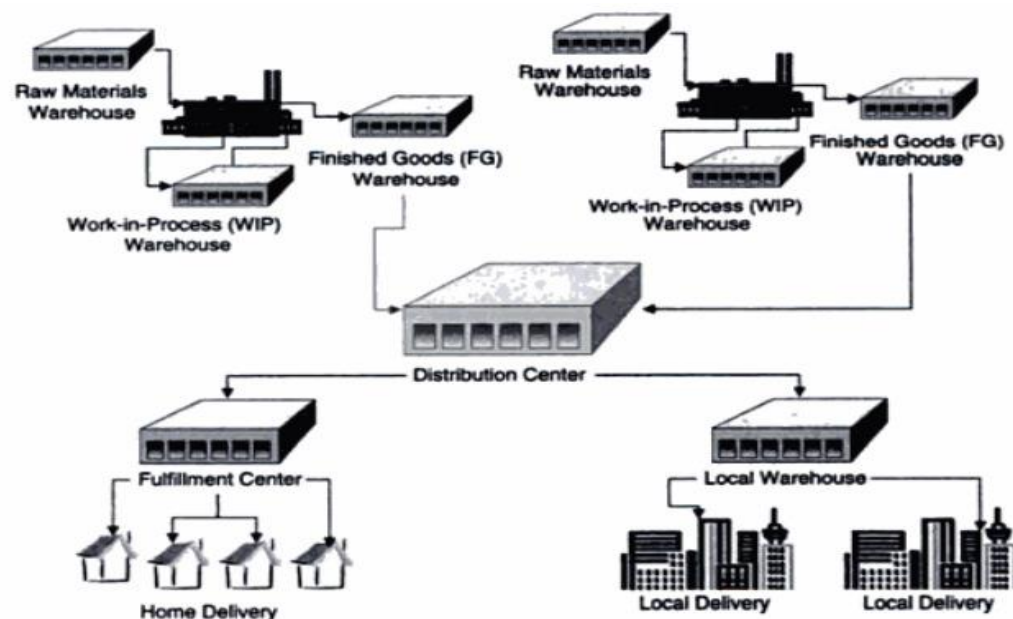 Raw Materials
Warehouse
Raw Materials
Warehouse
Finished Goods (FG)
Warehouse
Finished Goods (FG)
Warehouse
Work-in-Process (WIP)
Warehouse
Work-in-Process (WIP)
Warehouse
Distribution Center
Fulfillment Center
Local Warehouse
Home Delivery
Local Delivery
Local Delivery